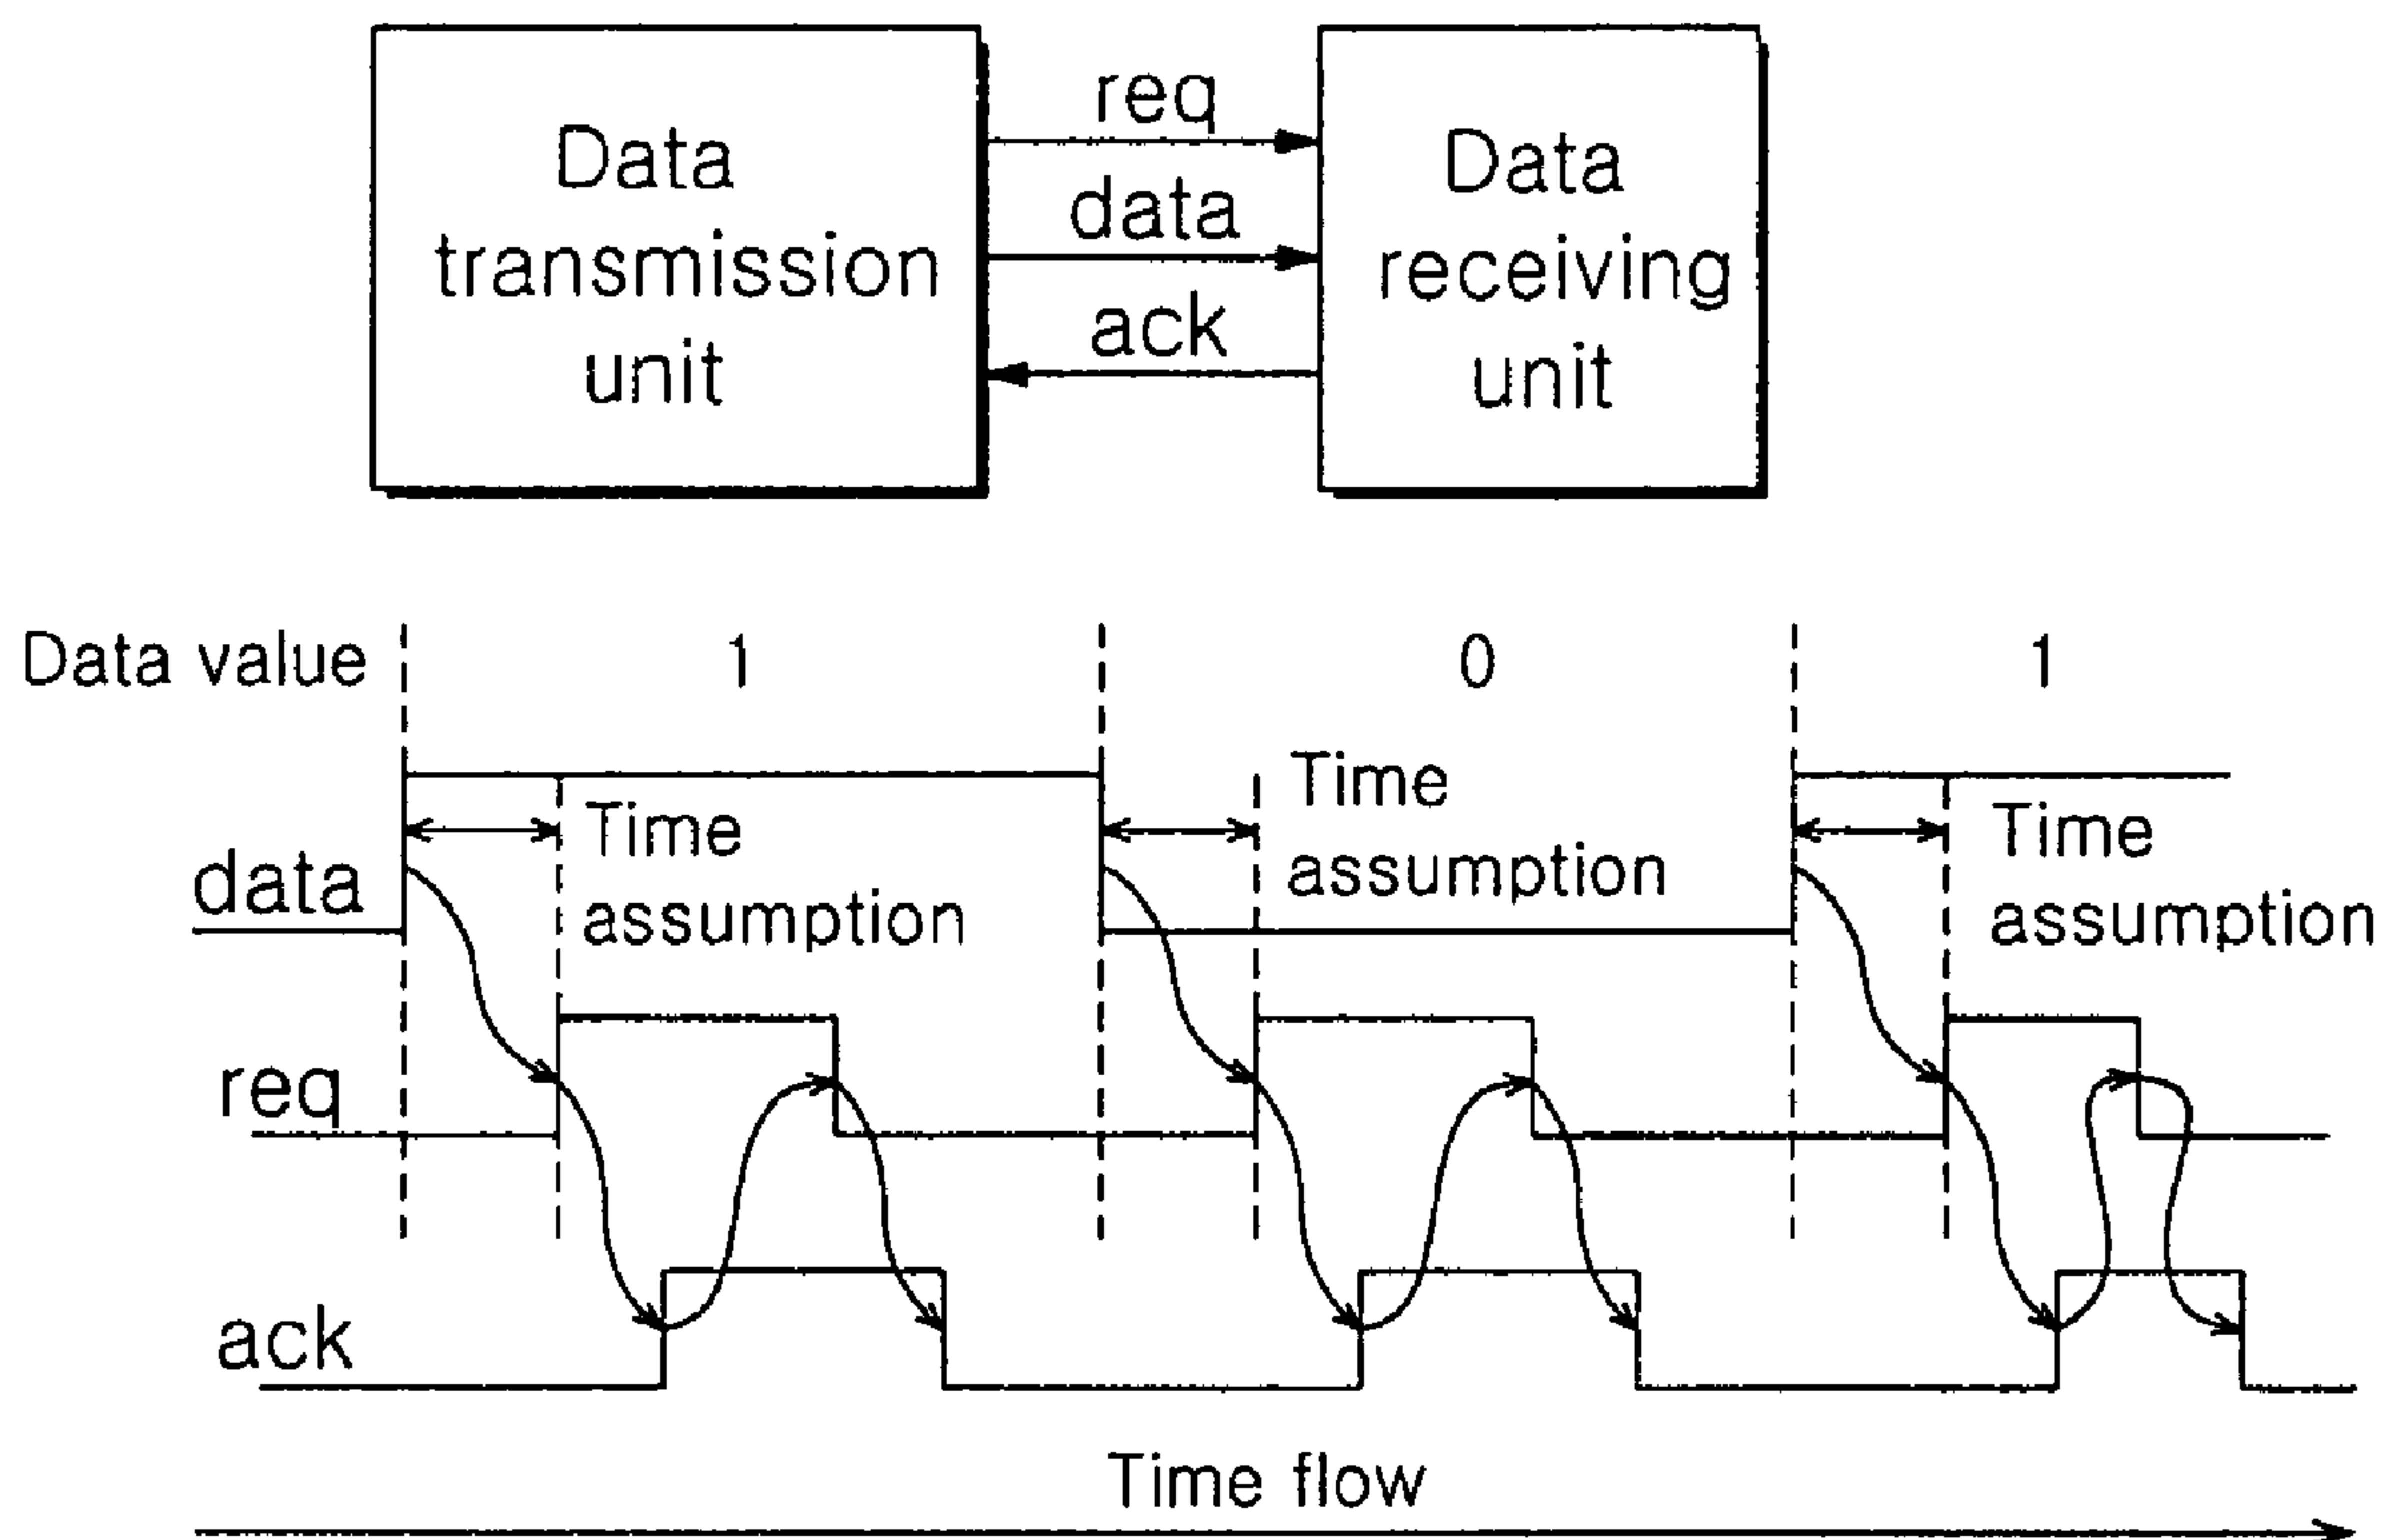 Data
transmission
unit
req
data
ack
Data
receiving
unit
Data value
1
0
1
Time
assumption
Time
assumption
Time
assumption
data
req
ack
Time flow